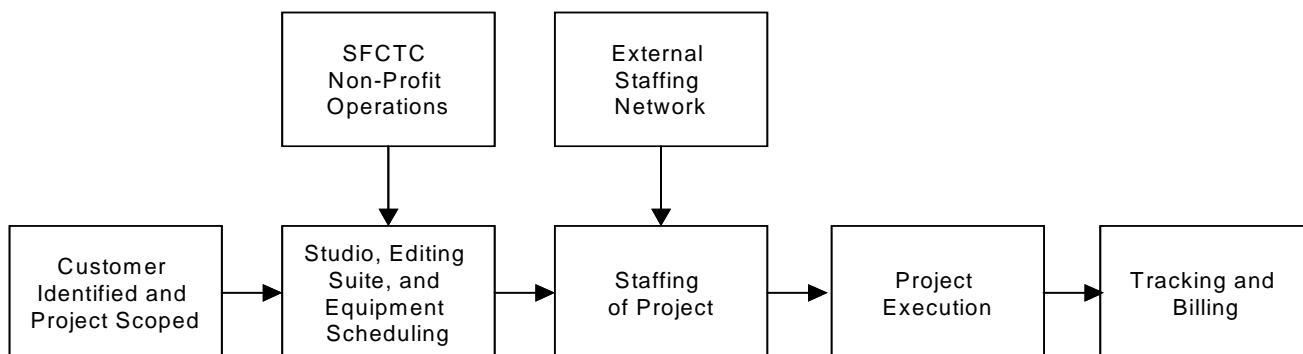 SFCTC
Non-Profit
Operations
External
Staffing
Network
Customer
Identified and
Project Scoped
Studio, Editing
Suite, and
Equipment
Scheduling
Staffing
of Project
Project
Execution
Tracking and
Billing